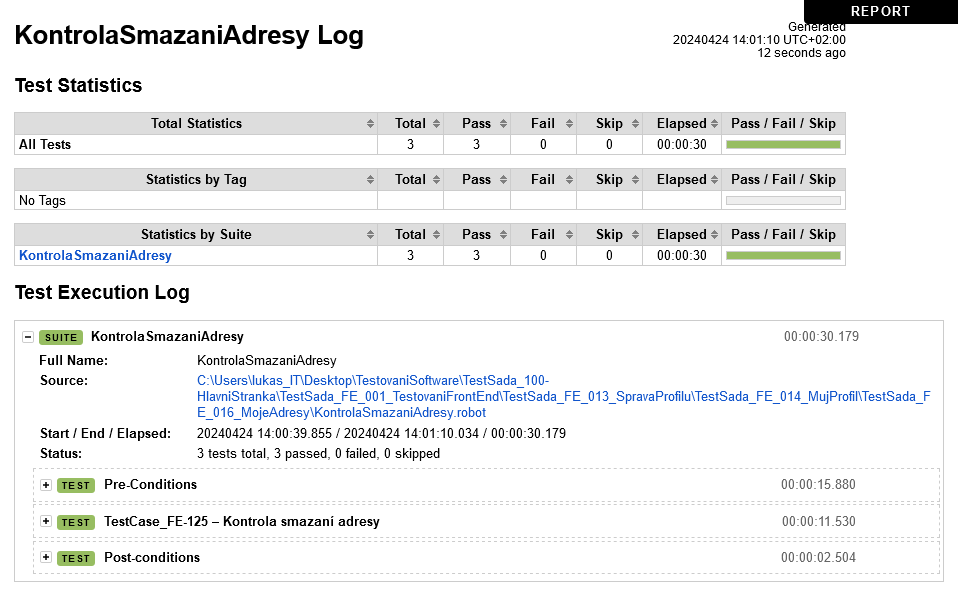 REPORT
KontrolaSmazaniAdresy Log
Generated
20240424 14:01:10 UTC+02:00
12 seconds ago
Test Statistics
Total Statistics Total Pass Fail Skip Elapsed Pass / Fail / Skip
All Tests 3 3 0 0 00:00:30
Statistics by Tag Total Pass Fail Skip Elapsed Pass / Fail / Skip
No Tags
Statistics by Suite Total Pass Fail Skip Elapsed Pass / Fail / Skip
KontrolaSmazaniAdresy 3 3 0 0 00:00:30
Test Execution Log
SUITE KontrolaSmazaniAdresy 00:00:30.179
Full Name: KontrolaSmazaniAdresy
Source: C:\Users\lukas_IT\Desktop\TestovaniSoftware\TestSada_100-
HlavniStranka\TestSada_FE_001_TestovaniFrontEnd\TestSada_FE_013_SpravaProfilu\TestSada_FE_014_MujProfil\TestSada_F
E_016_MojeAdresy\KontrolaSmazaniAdresy.robot
Start / End / Elapsed: 20240424 14:00:39.855 / 20240424 14:01:10.034 / 00:00:30.179
Status: 3 tests total, 3 passed, 0 failed, 0 skipped
TEST Pre-Conditions 00:00:15.880
TEST TestCase_FE-125 – Kontrola smazaní adresy 00:00:11.530
TEST Post-conditions 00:00:02.504